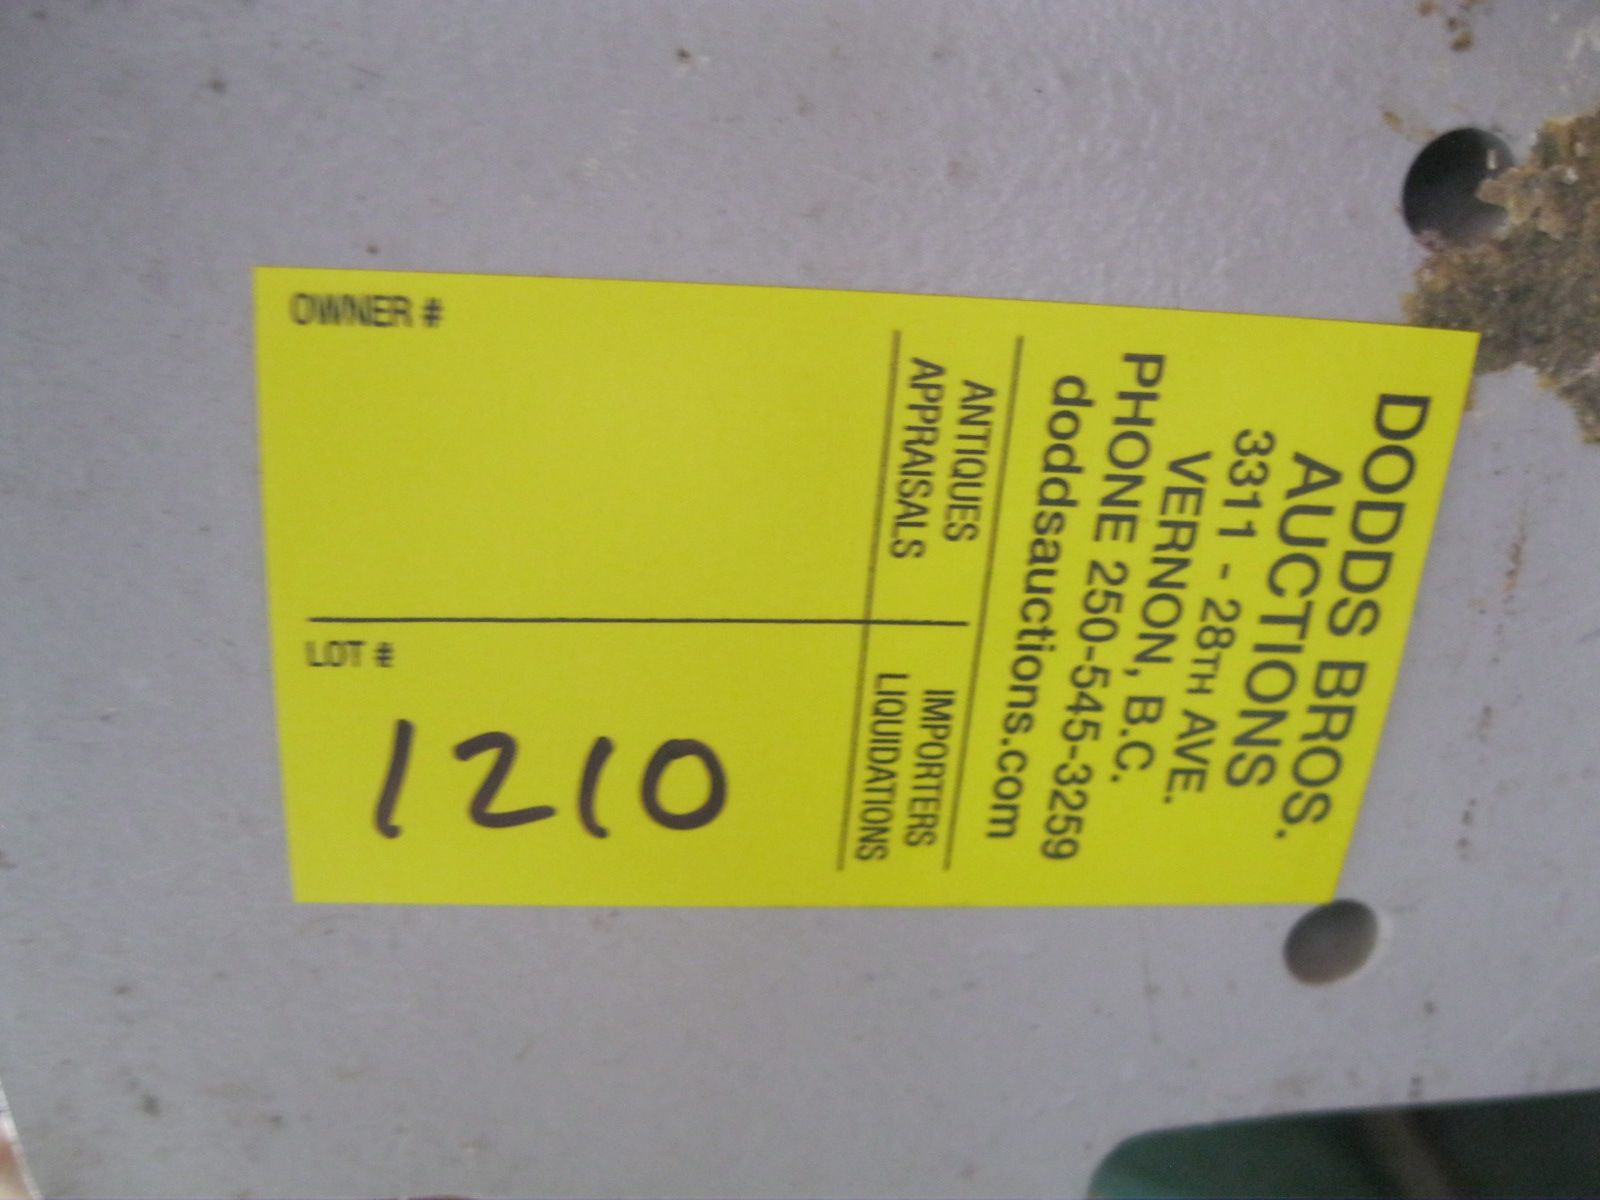 DODDS BROS.
AUCTIONS
3311 - 28TH AVE.
VERNON, B.C.
PHONE 250-545-3259
doddsauctions.com
ANTIQUES
APPRAISALS
IMPORTERS
LIQUIDATIONS
OWNER #
LOT #
1210